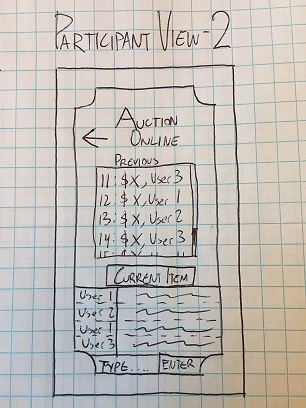 PARTICIPANT VIEW-2
AUCTION
ONLINE
PREVIOUS
11: $X, User 3
12: $X, User 1
13: $X, User 2
14: $X, User 3
CURRENT ITEM
User 1
User 2
User 1
User 3
TYPE....
ENTER